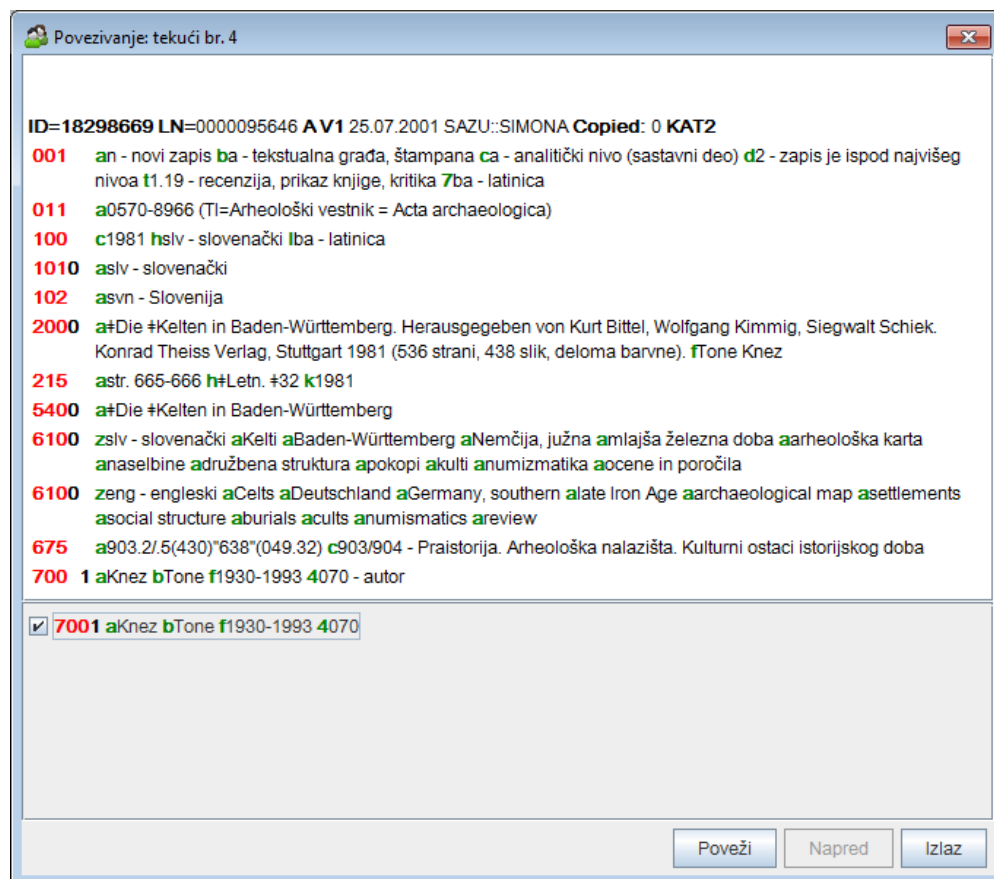 Povezivanje: tekući br. 4
ID=18298669 LN=0000095646 A V1 25.07.2001 SAZU::SIMONA Copied: 0 KAT2
001 an - novi zapis ba - tekstualna građa, štampana ca - analitički nivo (sastavni deo) d2 - zapis je ispod najvišeg
nivoa t1.19 - recenzija, prikaz knjige, kritika 7ba - latinica
011 a0570-8966 (TI=Arheološki vestnik = Acta archaeologica)
100 c1981 hslv - slovenački lba - latinica
1010 aslv - slovenački
102 asvn - Slovenija
2000 a‡Die ‡Kelten in Baden-Württemberg. Herausgegeben von Kurt Bittel, Wolfgang Kimmig, Siegwalt Schiek.
Konrad Theiss Verlag, Stuttgart 1981 (536 strani, 438 slik, deloma barvne). fTone Knez
215 astr. 665-666 h‡Letn. ‡32 k1981
5400 a‡Die ‡Kelten in Baden-Württemberg
6100 zslv - slovenački aKelti aBaden-Württemberg aNemčija, južna amlajša železna doba aarheološka karta
anaselbine adružbena struktura apokopi akulti anumizmatika aocene in poročila
6100 zeng - engleski aCelts aDeutschland aGermany, southern alate Iron Age aarchaeological map asettlements
asocial structure aburials acults anumismatics areview
675 a903.2/.5(430)"638"(049.32) c903/904 - Praistorija. Arheološka nalazišta. Kulturni ostaci istorijskog doba
700 1 aKnez bTone f1930-1993 4070 - autor
7001 aKnez bTone f1930-1993 4070
Poveži Napred Izlaz